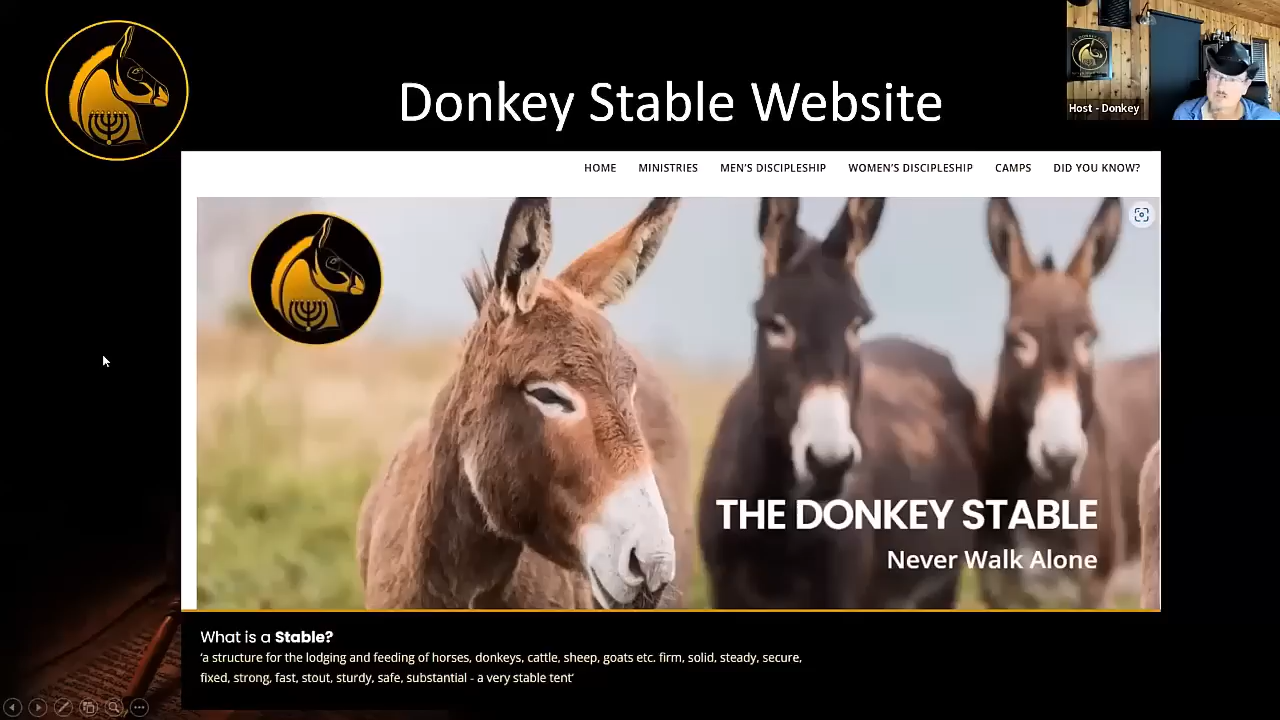 Donkey Stable Website
Host - Donkey
HOME MINISTRIES MEN'S DISCIPLESHIP WOMEN'S DISCIPLESHIP CAMPS DID YOU KNOW?
THE DONKEY STABLE
Never Walk Alone
What is a Stable?
'a structure for the lodging and feeding of horses, donkeys, cattle, sheep, goats etc. firm, solid, steady, secure,
fixed, strong, fast, stout, sturdy, safe, substantial - a very stable tent'